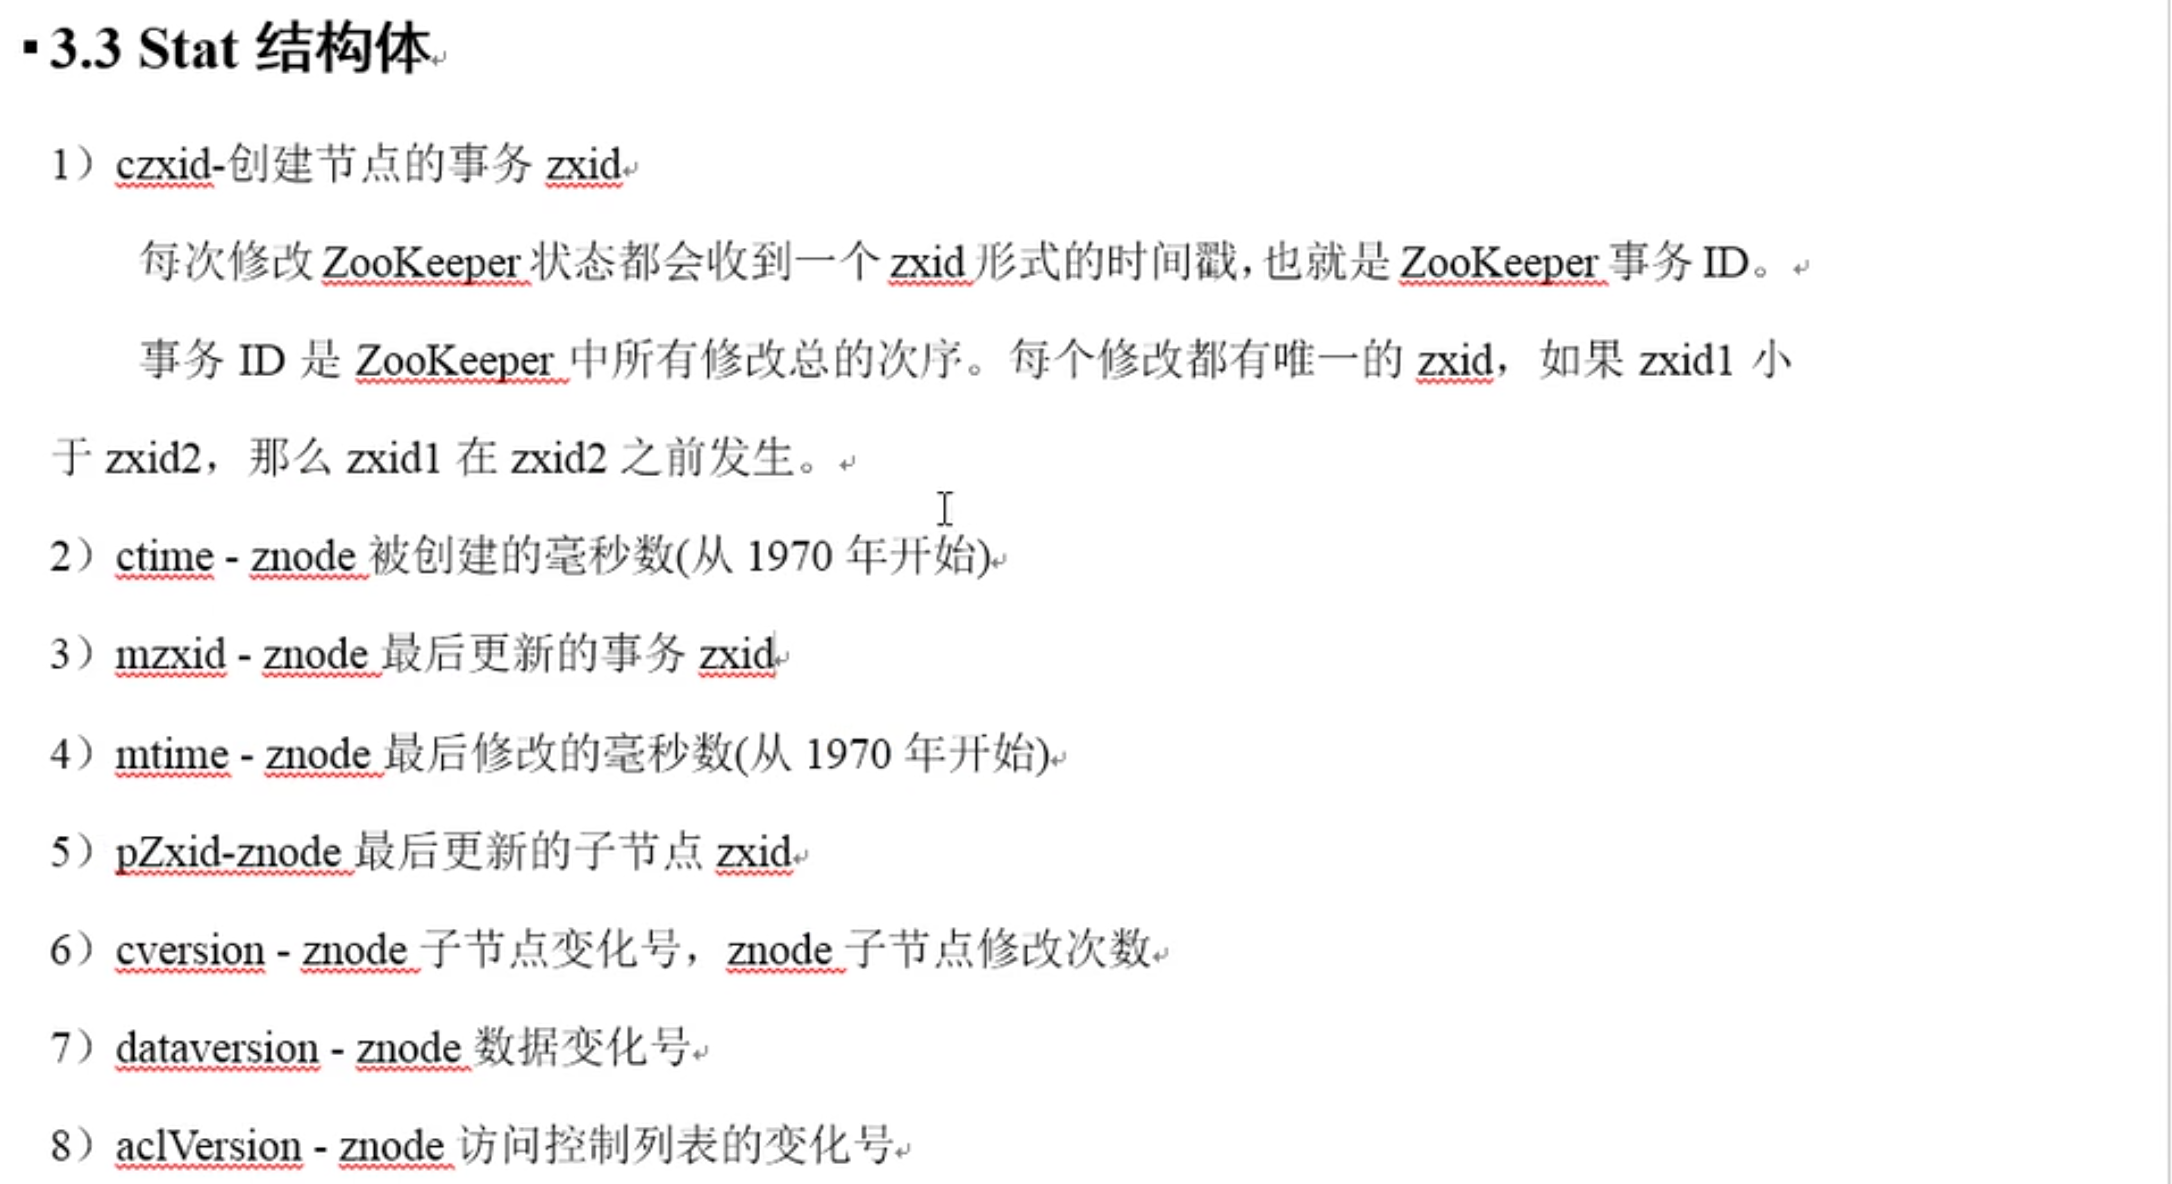 ▪3.3 Stat 结构体
1）czxid-创建节点的事务 zxid
每次修改 ZooKeeper 状态都会收到一个 zxid 形式的时间戳，也就是 ZooKeeper 事务 ID。
事务 ID 是 ZooKeeper 中所有修改总的次序。每个修改都有唯一的 zxid，如果 zxid1 小
于 zxid2，那么 zxid1 在 zxid2 之前发生。
2）ctime - znode 被创建的毫秒数(从 1970 年开始)
3）mzxid - znode 最后更新的事务 zxid
4）mtime - znode 最后修改的毫秒数(从 1970 年开始)
5）pZxid-znode 最后更新的子节点 zxid
6）cversion - znode 子节点变化号，znode 子节点修改次数
7）dataversion - znode 数据变化号
8）aclVersion - znode 访问控制列表的变化号